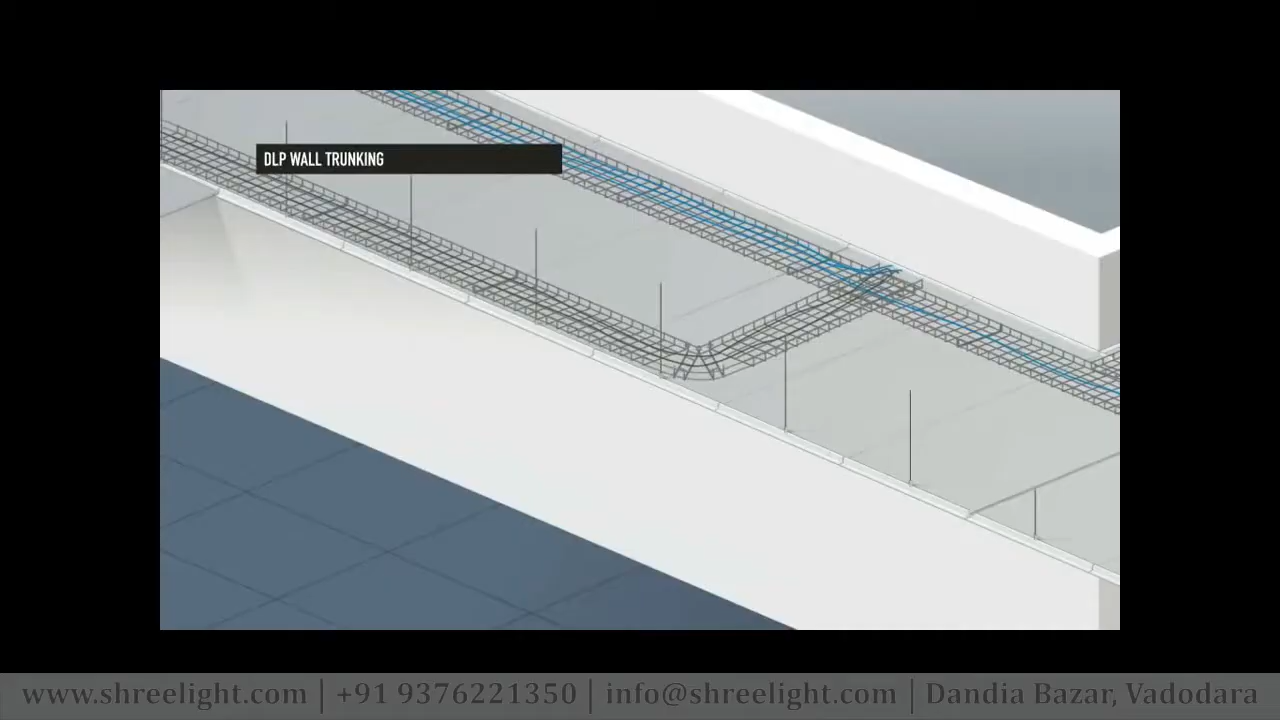 DLP WALL TRUNKING
www.shreelight.com | +91 9376221350 | info@shreelight.com | Dandia Bazar, Vadodara